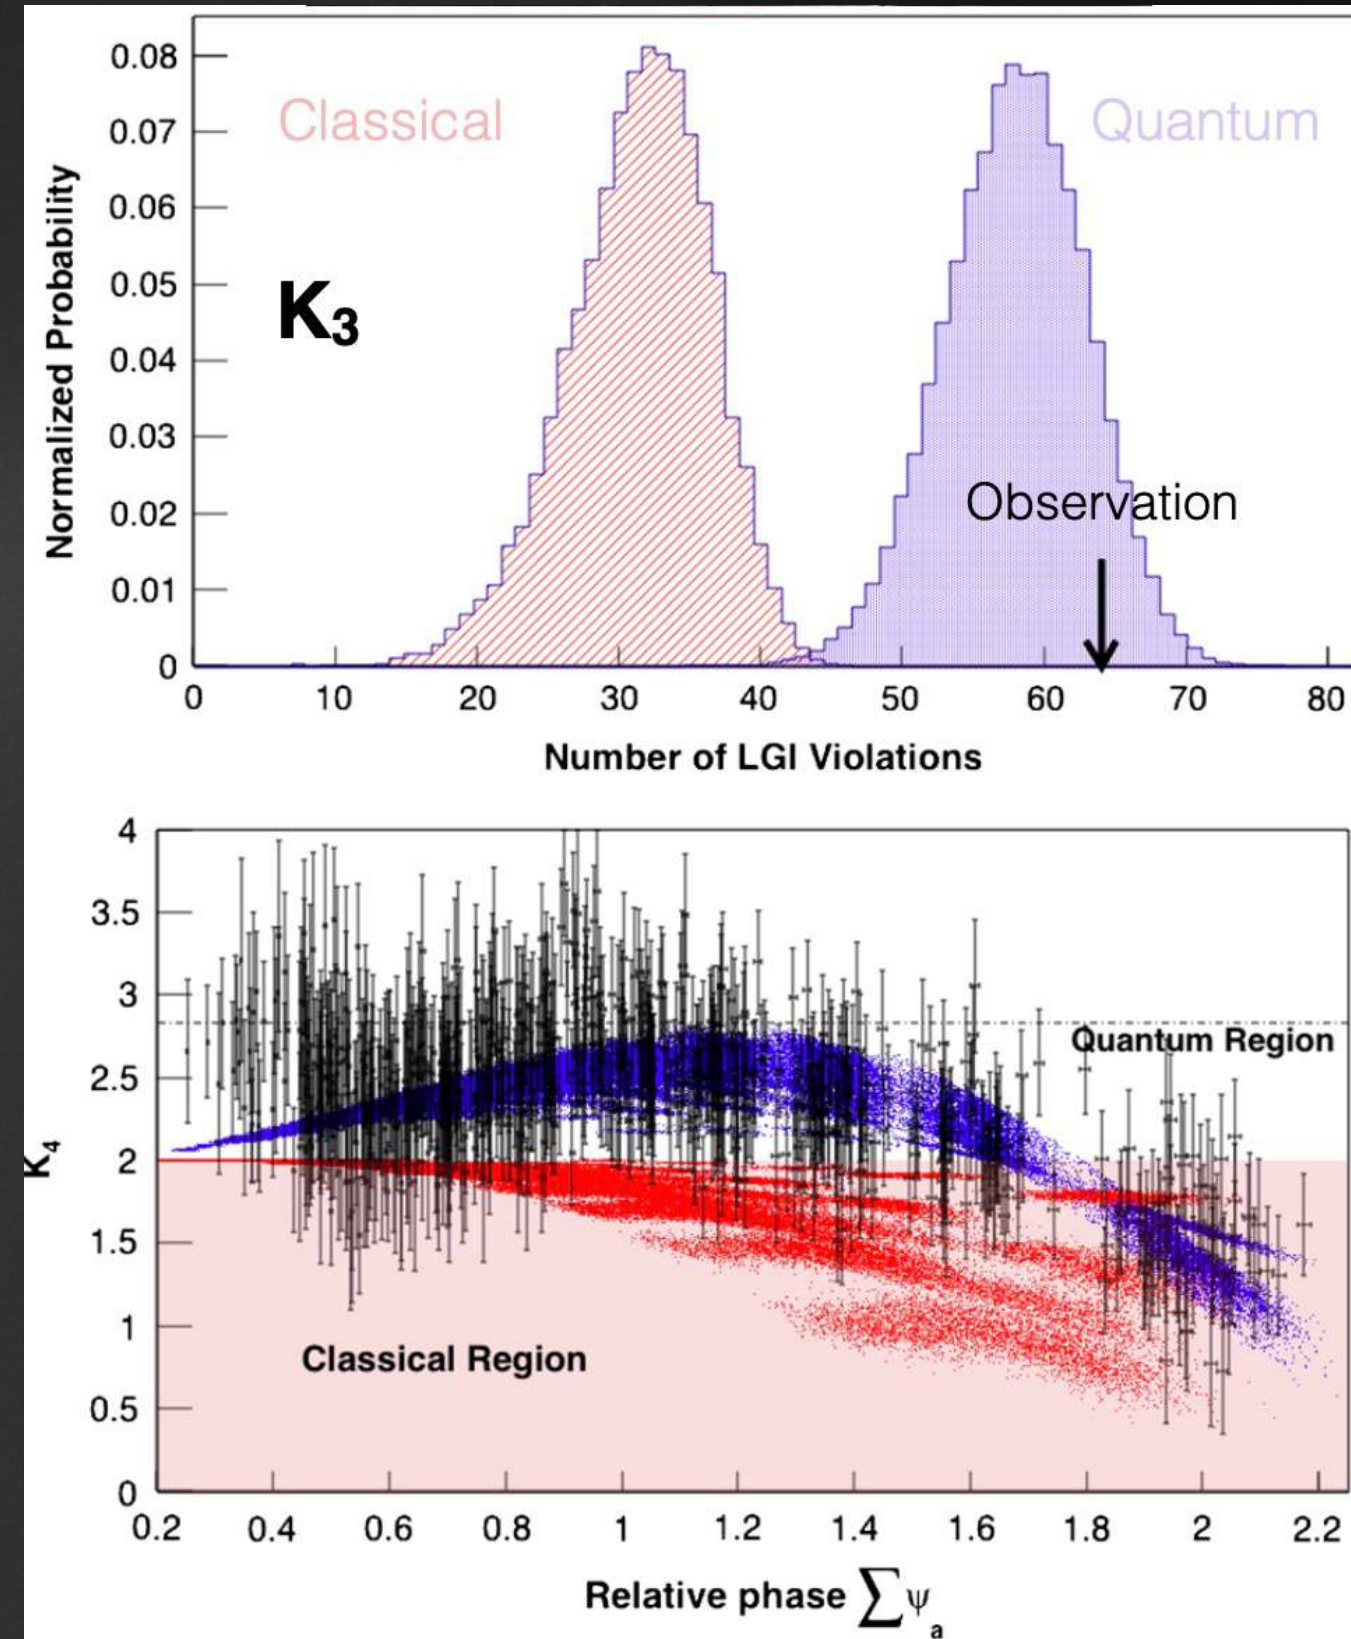 0.08
0.07
0.06
0.05
0.04
0.03
0.02
0.01
0
Normalized Probability
Classical
Quantum
K3
Observation
0 10 20 30 40 50 60 70 80
Number of LGI Violations
4
3.5
3
2.5
2
1.5
1
0.5
0
K4
Quantum Region
Classical Region
0.2 0.4 0.6 0.8 1 1.2 1.4 1.6 1.8 2 2.2
Relative phase ∑ψa